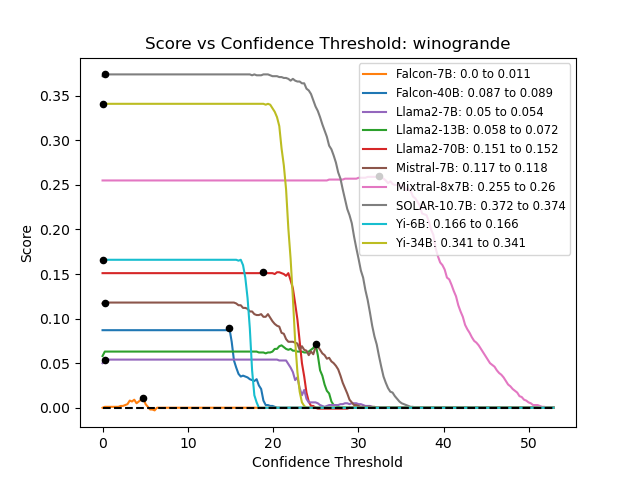 Score vs Confidence Threshold: winogrande
Score
0.35
0.30
0.25
0.20
0.15
0.10
0.05
0.00
Falcon-7B: 0.0 to 0.011
Falcon-40B: 0.087 to 0.089
Llama2-7B: 0.05 to 0.054
Llama2-13B: 0.058 to 0.072
Llama2-70B: 0.151 to 0.152
Mistral-7B: 0.117 to 0.118
Mixtral-8x7B: 0.255 to 0.26
SOLAR-10.7B: 0.372 to 0.374
Yi-6B: 0.166 to 0.166
Yi-34B: 0.341 to 0.341
0 10 20 30 40 50
Confidence Threshold